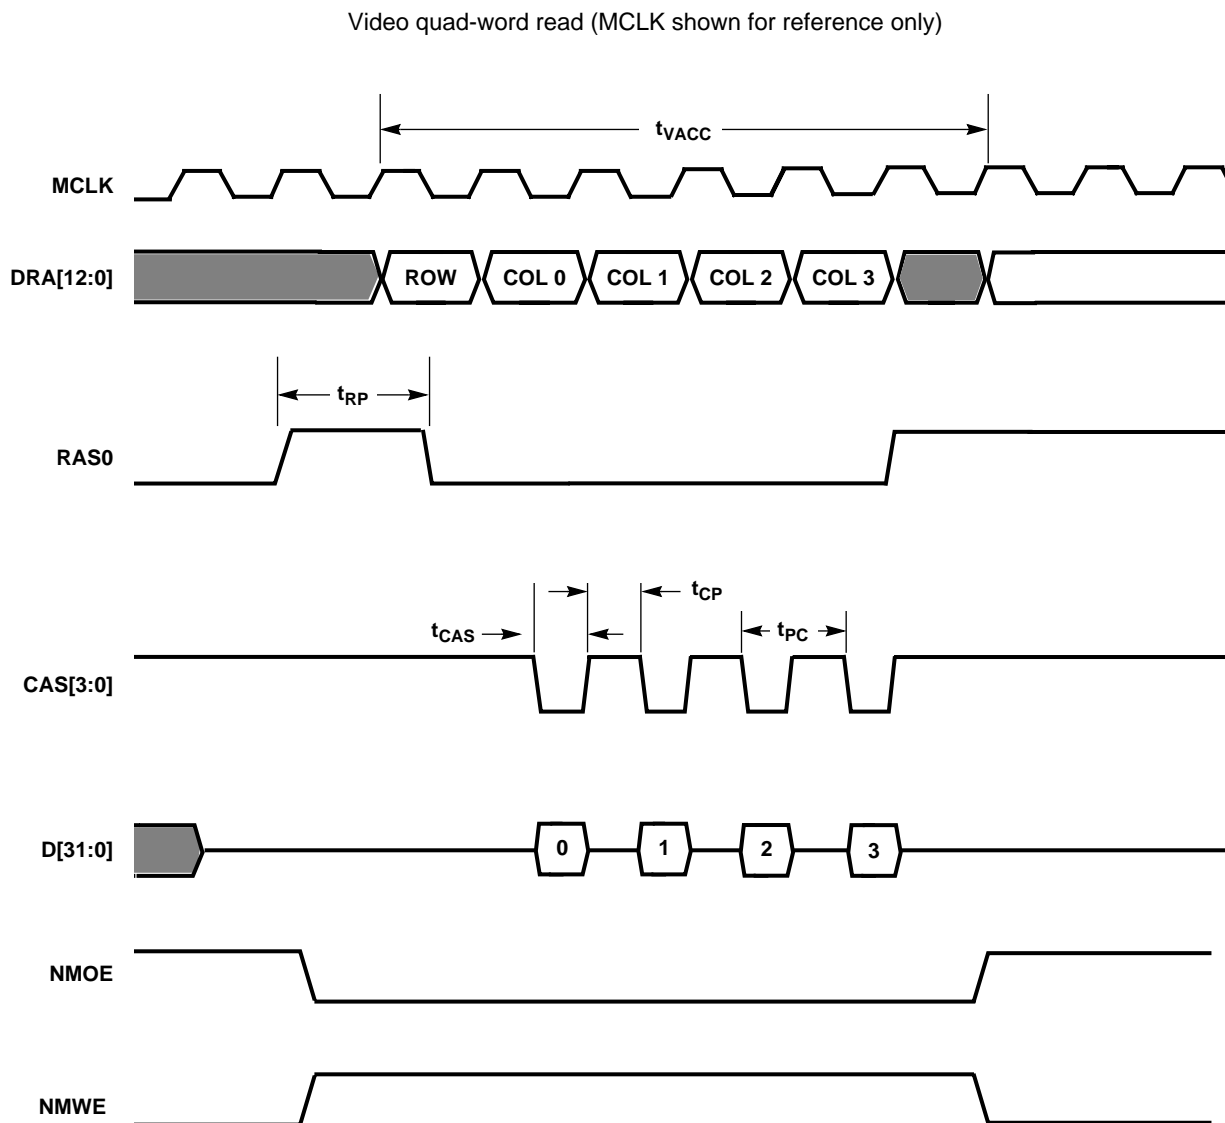 Video quad-word read (MCLK shown for reference only)
tVACC
MCLK
DRA[12:0]
ROW COL 0 COL 1 COL 2 COL 3
tRP
RAS0
tCP
tCAS
tPC
CAS[3:0]
D[31:0]
0 1 2 3
NMOE
NMWE